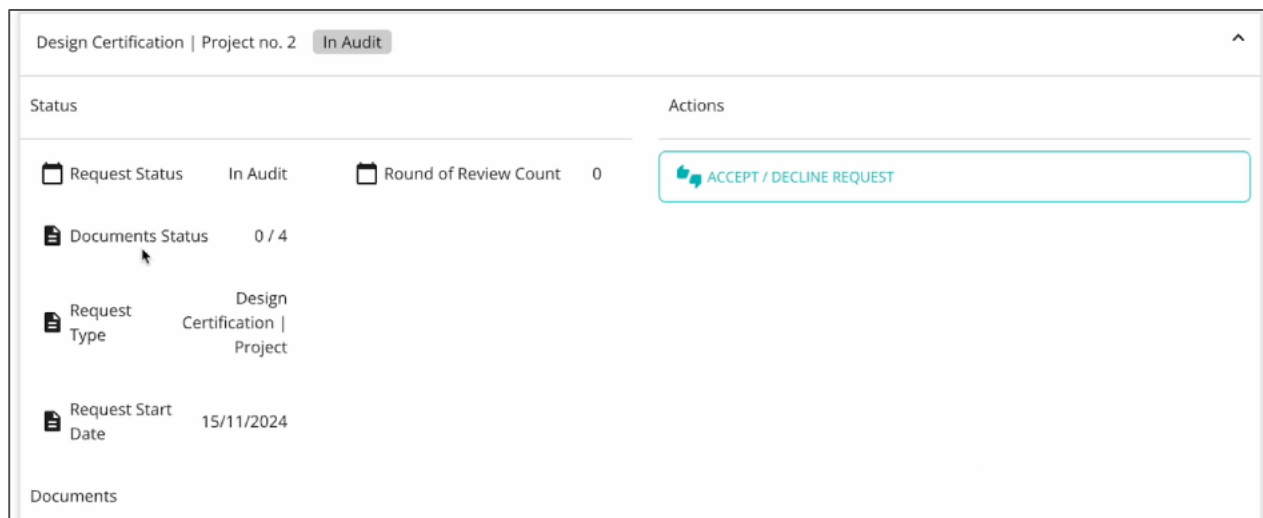 Design Certification | Project no. 2 In Audit
Status
Actions
Request Status In Audit Round of Review Count 0
ACCEPT / DECLINE REQUEST
Documents Status 0 / 4
Request Type
Design Certification | Project
Request Start Date
15/11/2024
Documents